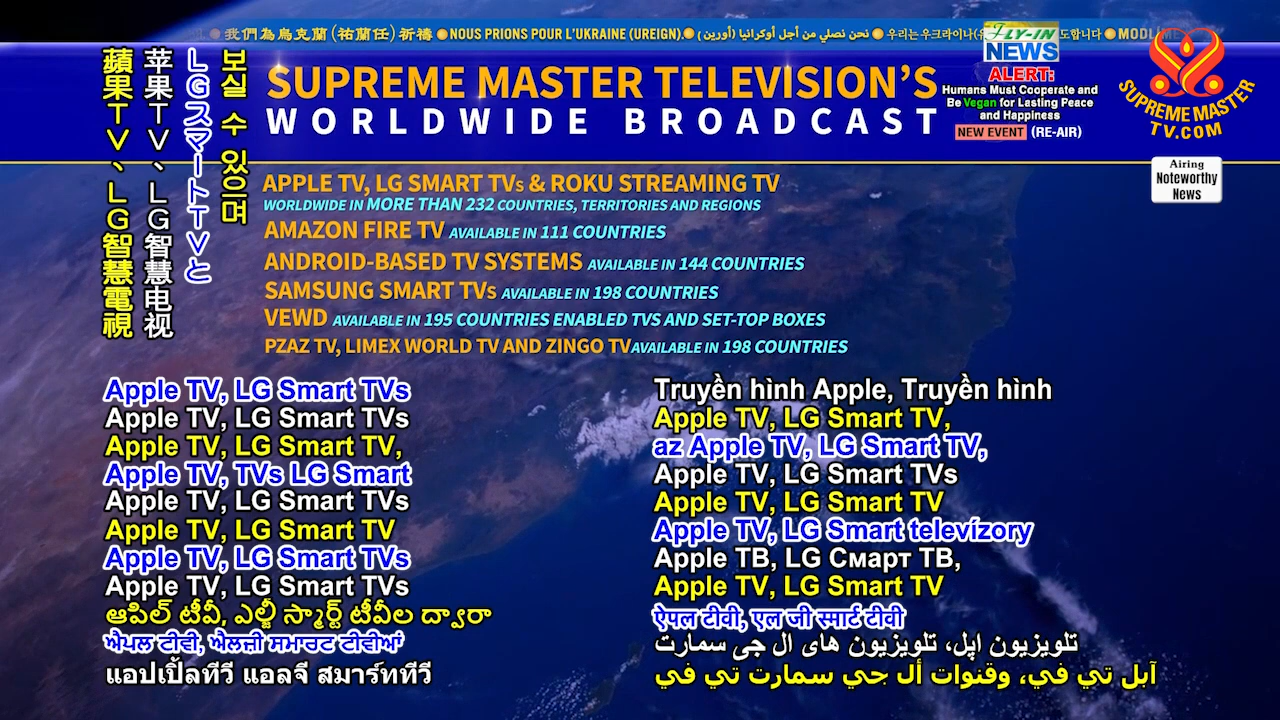 我們為烏克蘭 (祐蘭任) 祈禱 NOUS PRIONS POUR L'UKRAINE (UREIGN). نحن نصلي من أجل أوكرانيا (أورين) 우리는 우크라이나( 도합니다 MODLIME
FLY-IN
NEWS
ALERT:
Humans Must Cooperate and
Be Vegan for Lasting Peace
and Happiness
NEW EVENT (RE-AIR)
SUPREME MASTER
TV.COM
Airing
Noteworthy
News
SUPREME MASTER TELEVISION'S
WORLDWIDE BROADCAST
蘋果TV、LG智慧電視
苹果TV、LG智慧电视
LGスマートTVと
보실 수 있으며
APPLE TV, LG SMART TVs & ROKU STREAMING TV
WORLDWIDE IN MORE THAN 232 COUNTRIES, TERRITORIES AND REGIONS
AMAZON FIRE TV AVAILABLE IN 111 COUNTRIES
ANDROID-BASED TV SYSTEMS AVAILABLE IN 144 COUNTRIES
SAMSUNG SMART TVs AVAILABLE IN 198 COUNTRIES
VEWD AVAILABLE IN 195 COUNTRIES ENABLED TVS AND SET-TOP BOXES
PZAZ TV, LIMEX WORLD TV AND ZINGO TV AVAILABLE IN 198 COUNTRIES
Apple TV, LG Smart TVs
Apple TV, LG Smart TVs
Apple TV, LG Smart TV,
Apple TV, TVs LG Smart
Apple TV, LG Smart TVs
Apple TV, LG Smart TV
Apple TV, LG Smart TVs
Apple TV, LG Smart TVs
ఆపిల్ టీవీ, ఎల్జీ స్మార్ట్ టీవీల ద్వారా
ਐਪਲ ਟੀਵੀ, ਐਲਜੀ ਸਮਾਰਟ ਟੀਵੀਆਂ
แอปเปิ้ลทีวี แอลจี สมาร์ททีวี
Truyền hình Apple, Truyền hình
Apple TV, LG Smart TV,
az Apple TV, LG Smart TV,
Apple TV, LG Smart TVs
Apple TV, LG Smart TV
Apple TV, LG Smart televízory
Apple ТВ, LG Смарт ТВ,
Apple TV, LG Smart TV
ऐपल टीवी, एल जी स्मार्ट टीवी
تلویزیون اپل، تلویزیون های ال جی سمارت
آبل تي في، وقنوات أل جي سمارت تي في